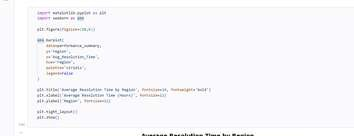 import matplotlib.pyplot as plt
import seaborn as sns
plt.figure(figsize=(10,6))
sns.barplot(
data=performance_summary,
x='region',
y='Avg_Resolution_Time',
hue='region',
palette='viridis',
legend=False
)
plt.title('Average Resolution Time by Region', fontsize=14, fontweight='bold')
plt.xlabel('Average Resolution Time (Hours)', fontsize=12)
plt.ylabel('Region', fontsize=12)
plt.tight_layout()
plt.show()
Average Resolution Time by Region